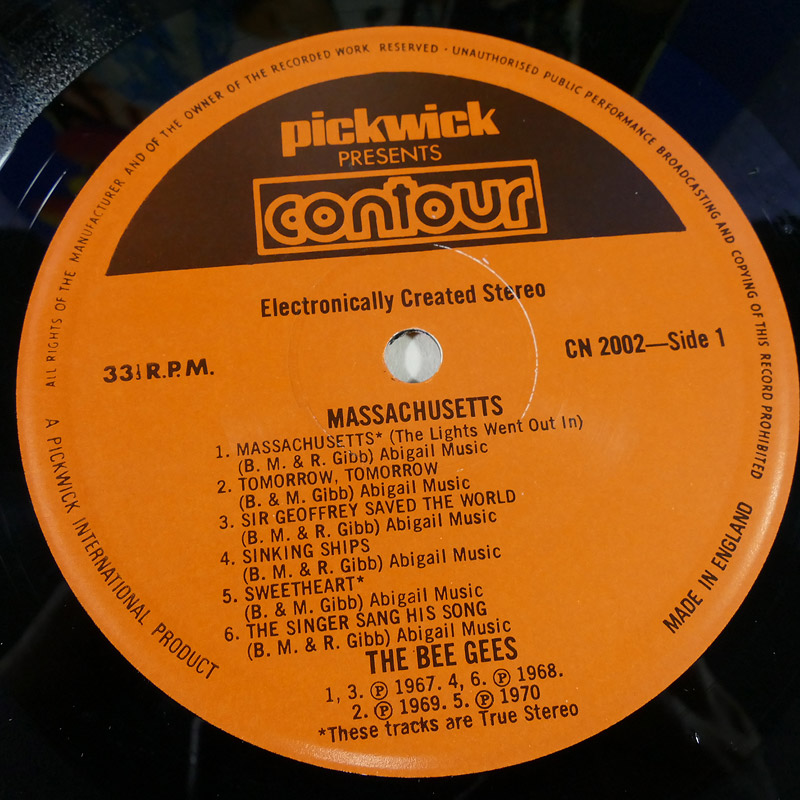 ALL RIGHTS OF THE MANUFACTURER AND OF THE OWNER OF THE RECORDED WORK RESERVED · UNAUTHORISED PUBLIC PERFORMANCE BROADCASTING AND COPYING OF THIS RECORD PROHIBITED
pickwick
PRESENTS
contour
Electronically Created Stereo
33⅓ R.P.M.
CN 2002—Side 1
MASSACHUSETTS
1. MASSACHUSETTS* (The Lights Went Out In)
(B. M. & R. Gibb) Abigail Music
2. TOMORROW, TOMORROW
(B. & M. Gibb) Abigail Music
3. SIR GEOFFREY SAVED THE WORLD
(B. M. & R. Gibb) Abigail Music
4. SINKING SHIPS
(B. M. & R. Gibb) Abigail Music
5. SWEETHEART*
(B. & M. Gibb) Abigail Music
6. THE SINGER SANG HIS SONG
(B. M. & R. Gibb) Abigail Music
THE BEE GEES
1, 3. Ⓟ 1967. 4, 6. Ⓟ 1968.
2. Ⓟ 1969. 5. Ⓟ 1970
*These tracks are True Stereo
A PICKWICK INTERNATIONAL PRODUCT
MADE IN ENGLAND